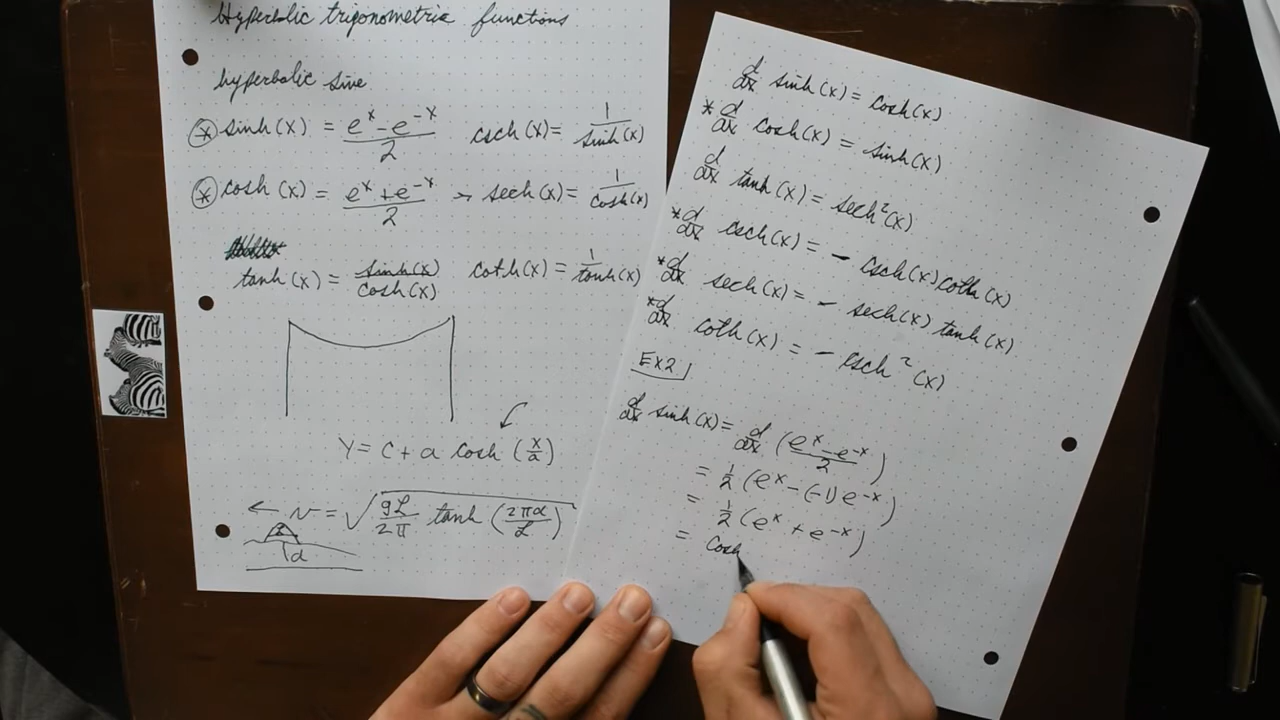 Hyperbolic trigonometric functions
hyperbolic sine
* sinh(x) = (e^x - e^-x)/2 csch(x) = 1/sinh(x)
* cosh(x) = (e^x + e^-x)/2 → sech(x) = 1/cosh(x)
tanh(x) = sinh(x)/cosh(x) coth(x) = 1/tanh(x)
y = c + a cosh(x/a)
← v = √(gL/2π tanh(2πd/L))
d
d/dx sinh(x) = cosh(x)
* d/dx cosh(x) = sinh(x)
d/dx tanh(x) = sech²(x)
* d/dx csch(x) = - csch(x) coth(x)
* d/dx sech(x) = - sech(x) tanh(x)
* d/dx coth(x) = - csch²(x)
EX2
d/dx sinh(x) = d/dx ((e^x - e^-x)/2)
= 1/2 (e^x - (-1)e^-x)
= 1/2 (e^x + e^-x)
= cosh